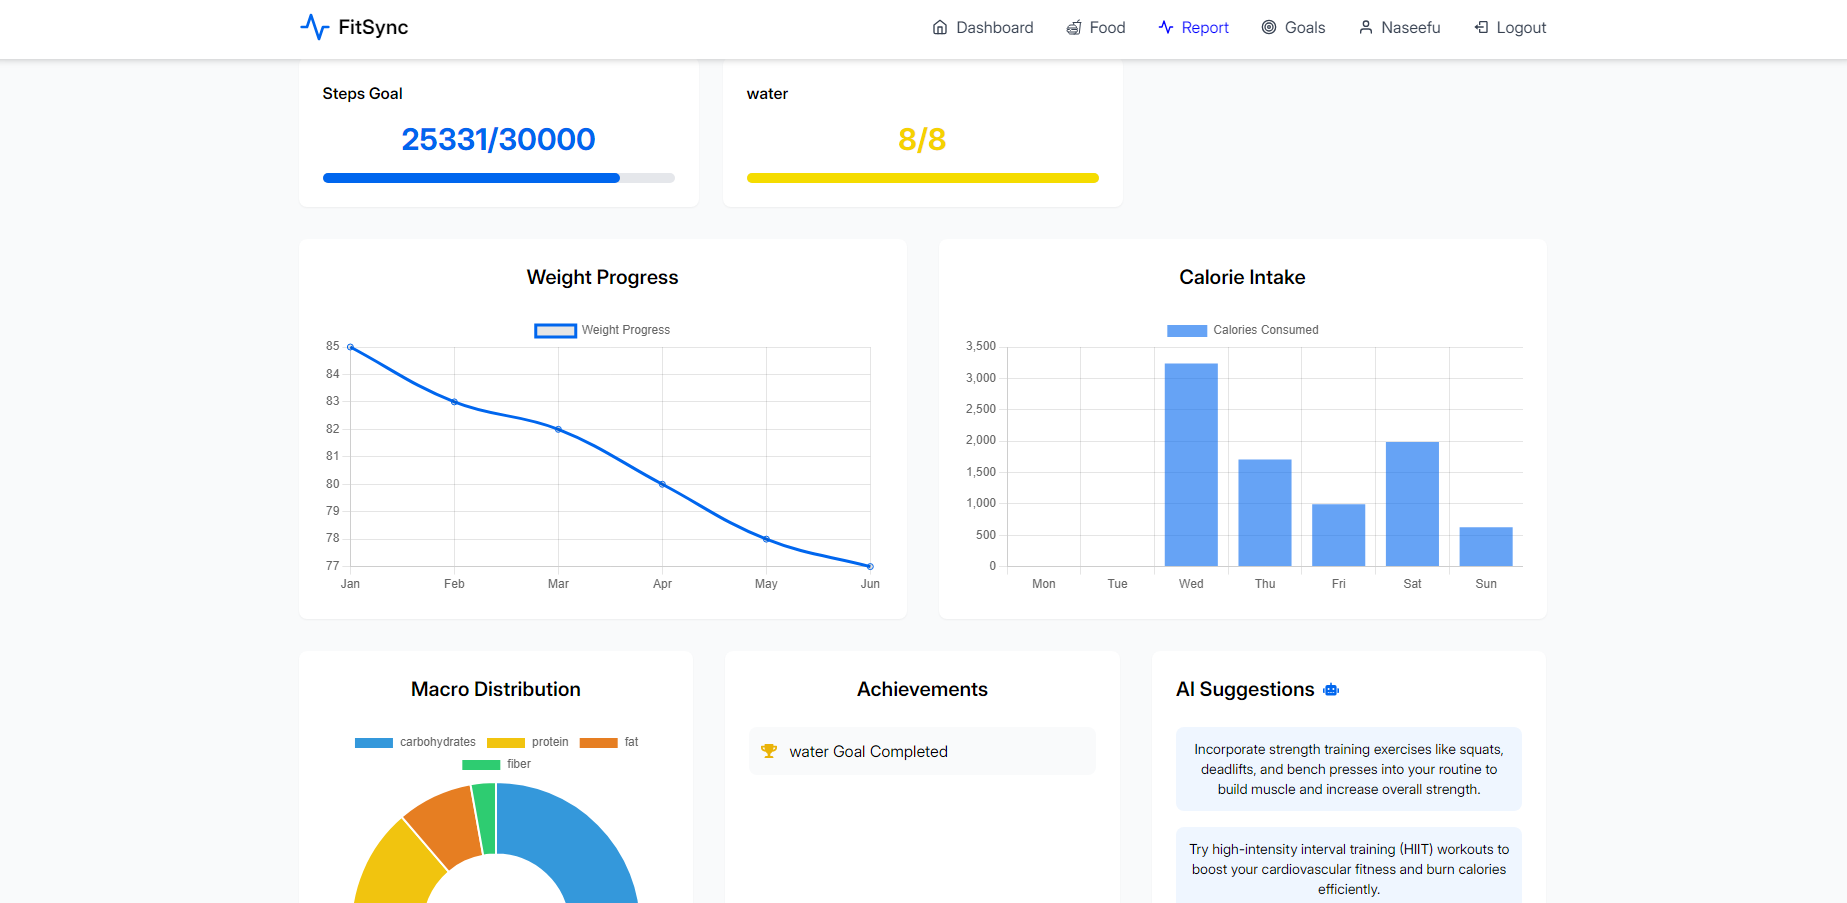 FitSync
Dashboard
Food
Report
Goals
Naseefu
Logout
Steps Goal
25331/30000
water
8/8
Weight Progress
Weight Progress
85
84
83
82
81
80
79
78
77
Jan Feb Mar Apr May Jun
Calorie Intake
Calories Consumed
3,500
3,000
2,500
2,000
1,500
1,000
500
0
Mon Tue Wed Thu Fri Sat Sun
Macro Distribution
carbohydrates protein fat
fiber
Achievements
water Goal Completed
AI Suggestions
Incorporate strength training exercises like squats,
deadlifts, and bench presses into your routine to
build muscle and increase overall strength.
Try high-intensity interval training (HIIT) workouts to
boost your cardiovascular fitness and burn calories
efficiently.